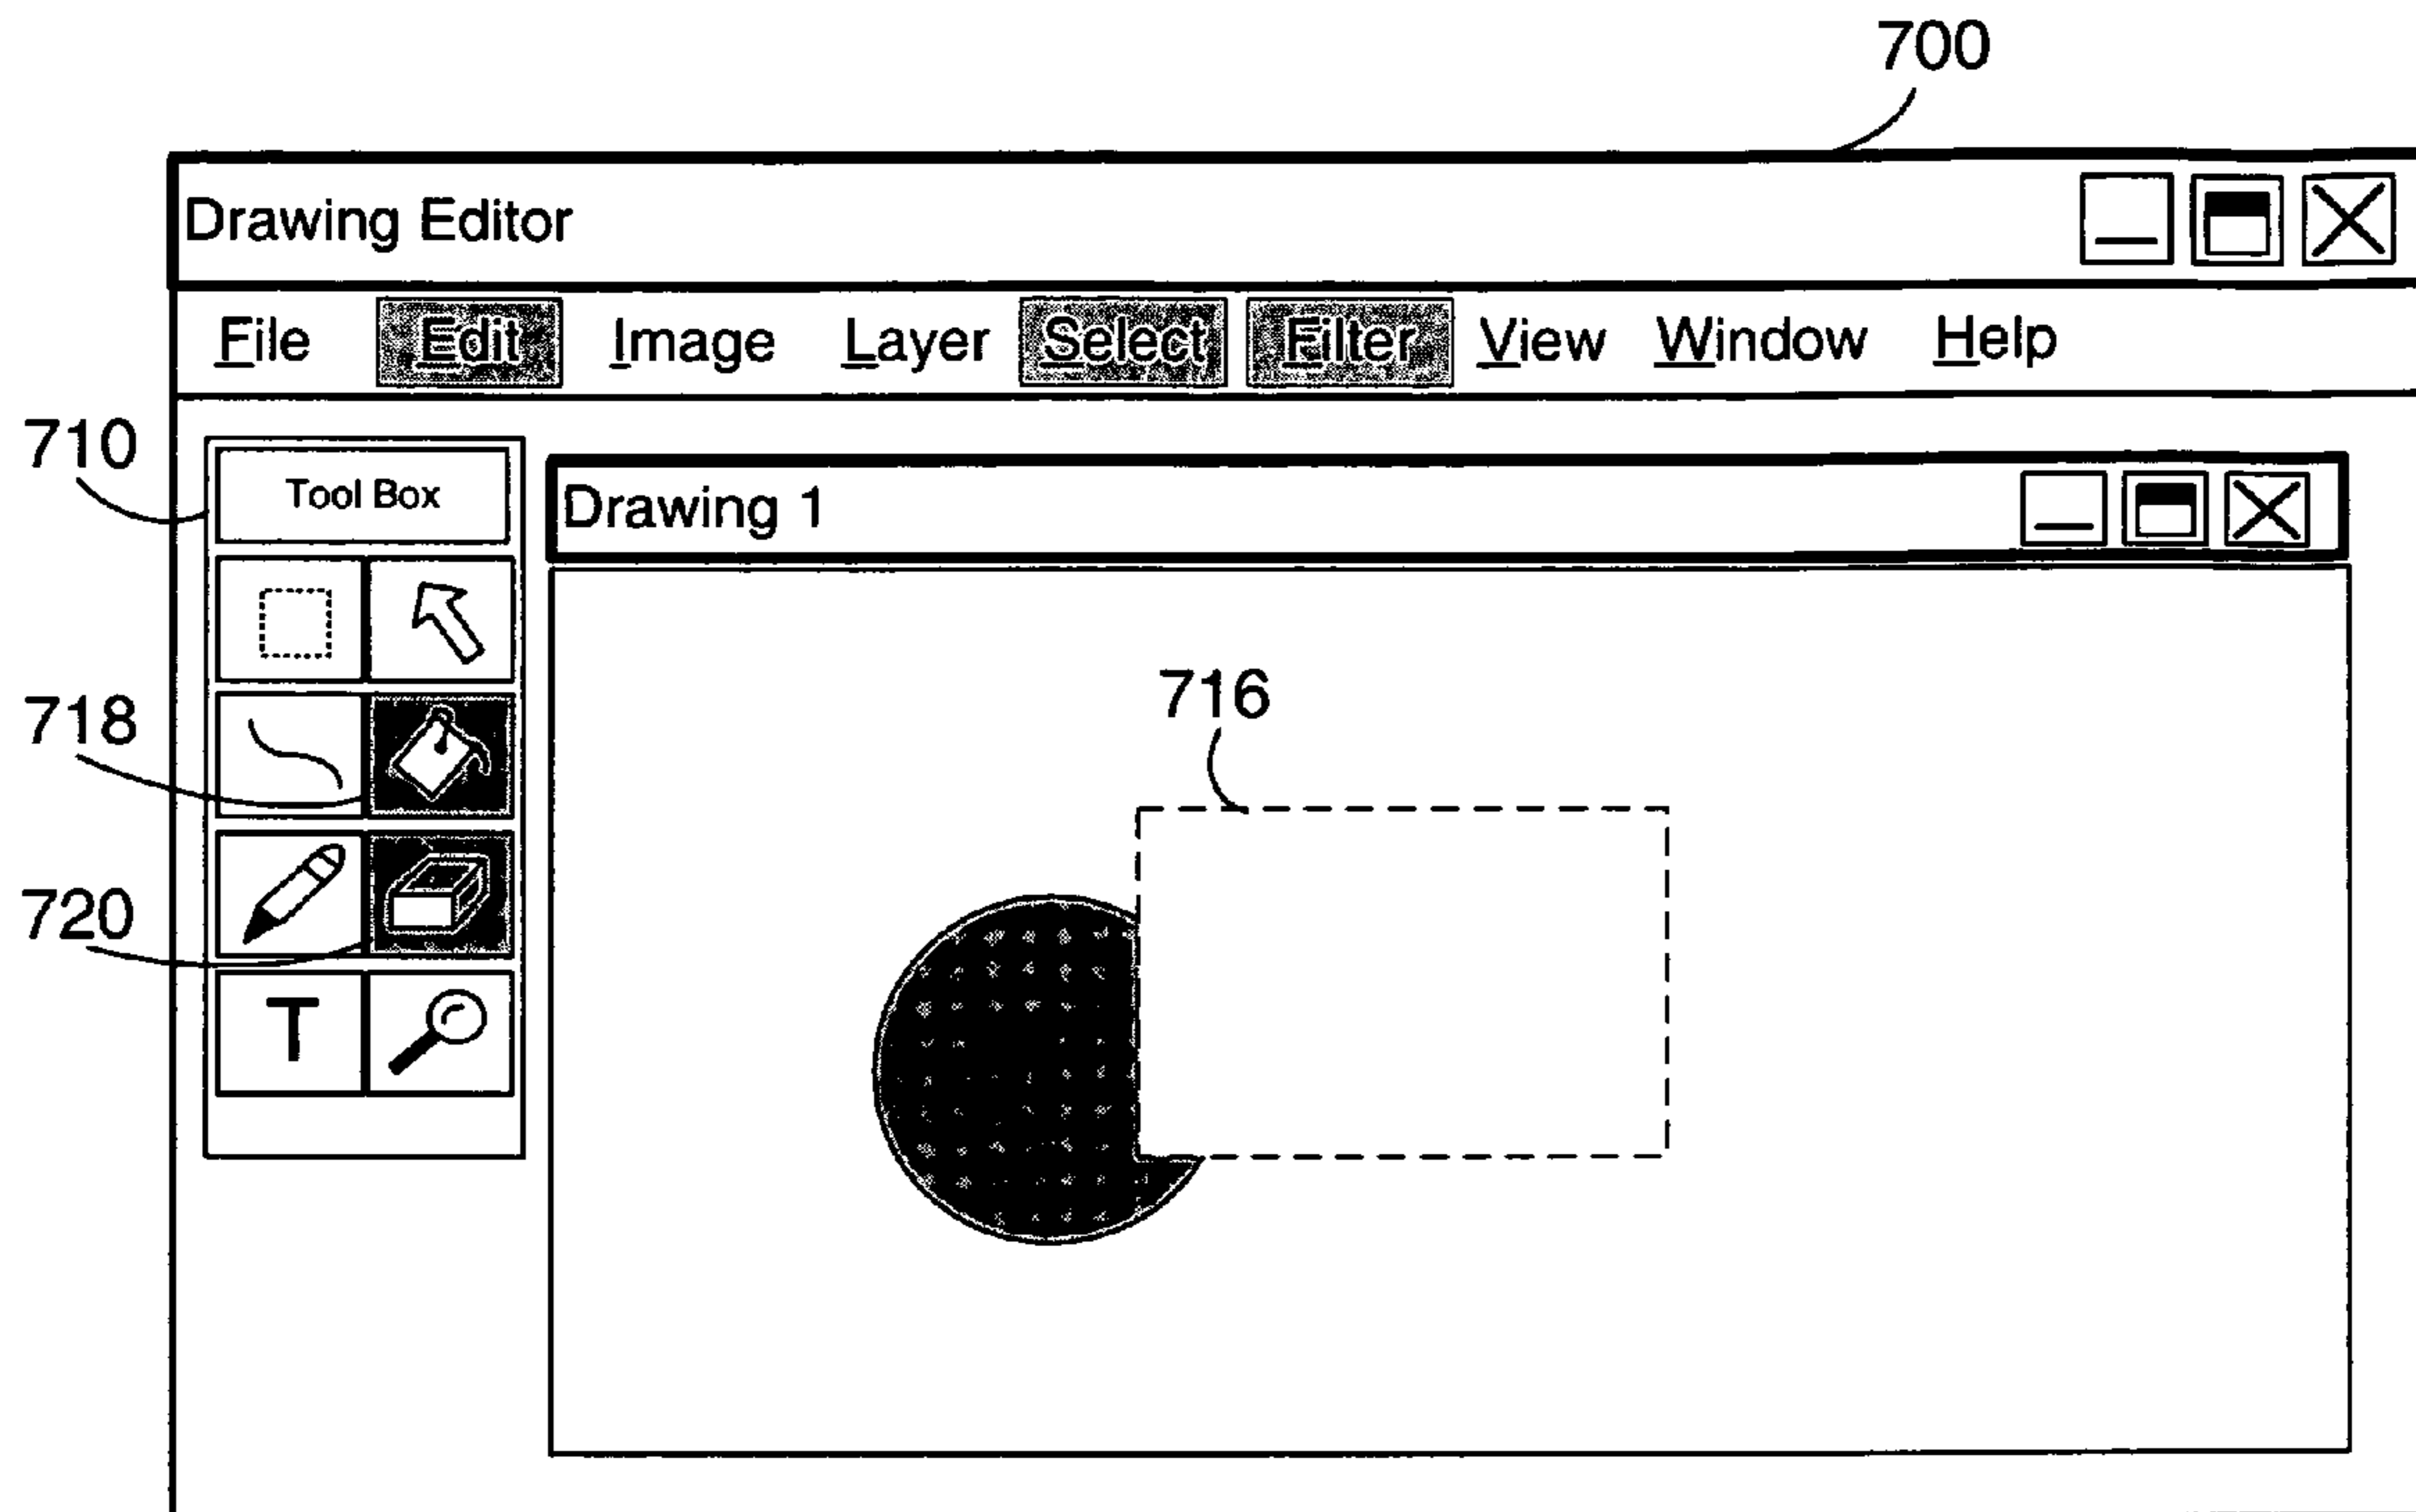 700
Drawing Editor
File Edit Image Layer Select Filter View Window Help
710
Tool Box
Drawing 1
718
716
720
T